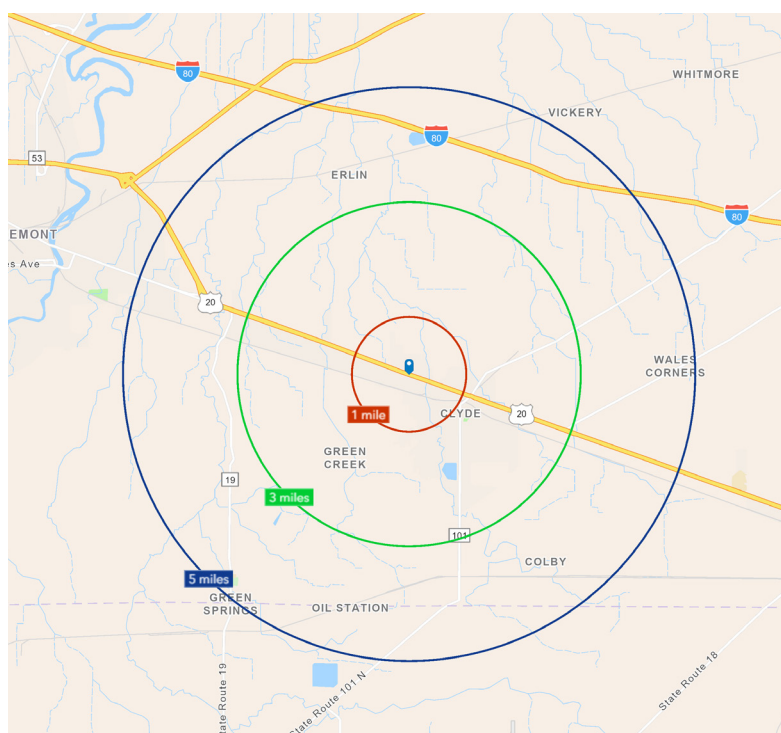 WHITMORE
80
VICKERY
80
53
ERLIN
80
EMONT
es Ave
20
WALES
CORNERS
1 mile
CLYDE
20
GREEN
CREEK
19
3 miles
101
COLBY
5 miles
GREEN
SPRINGS
OIL STATION
State Route 18
tate Route 19
State Route 101 N